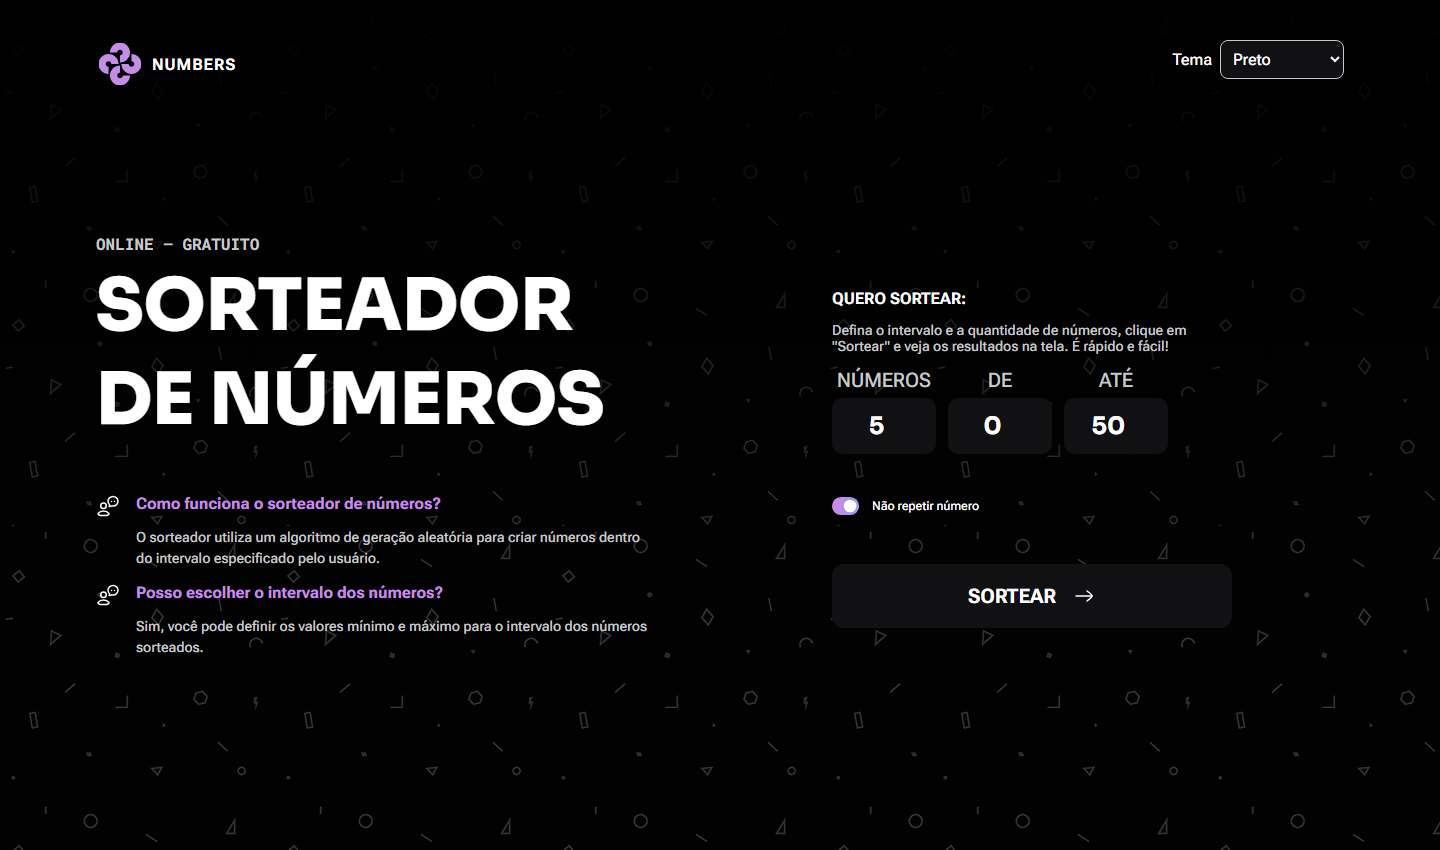 NUMBERS
Tema
Preto
ONLINE — GRATUITO
SORTEADOR
DE NÚMEROS
Como funciona o sorteador de números?
O sorteador utiliza um algoritmo de geração aleatória para criar números dentro
do intervalo especificado pelo usuário.
Posso escolher o intervalo dos números?
Sim, você pode definir os valores mínimo e máximo para o intervalo dos números
sorteados.
QUERO SORTEAR:
Defina o intervalo e a quantidade de números, clique em
"Sortear" e veja os resultados na tela. É rápido e fácil!
NÚMEROS DE ATÉ
5 0 50
Não repetir número
SORTEAR